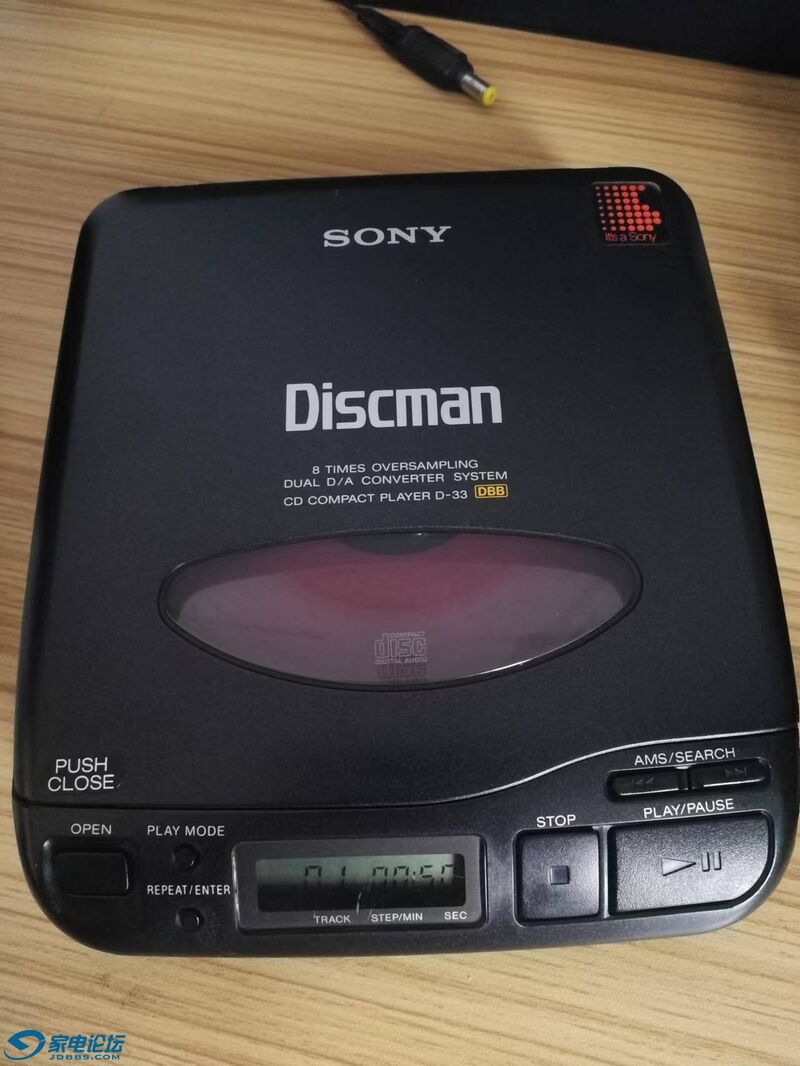 SONY
It's a Sony
Discman
8 TIMES OVERSAMPLING
DUAL D/A CONVERTER SYSTEM
CD COMPACT PLAYER D-33 DBB
COMPACT
disc
DIGITAL AUDIO
PUSH
CLOSE
AMS/SEARCH
OPEN
PLAY MODE
STOP
PLAY/PAUSE
REPEAT/ENTER
01 00:50
TRACK STEP/MIN SEC
家电论坛
JDBBS.COM